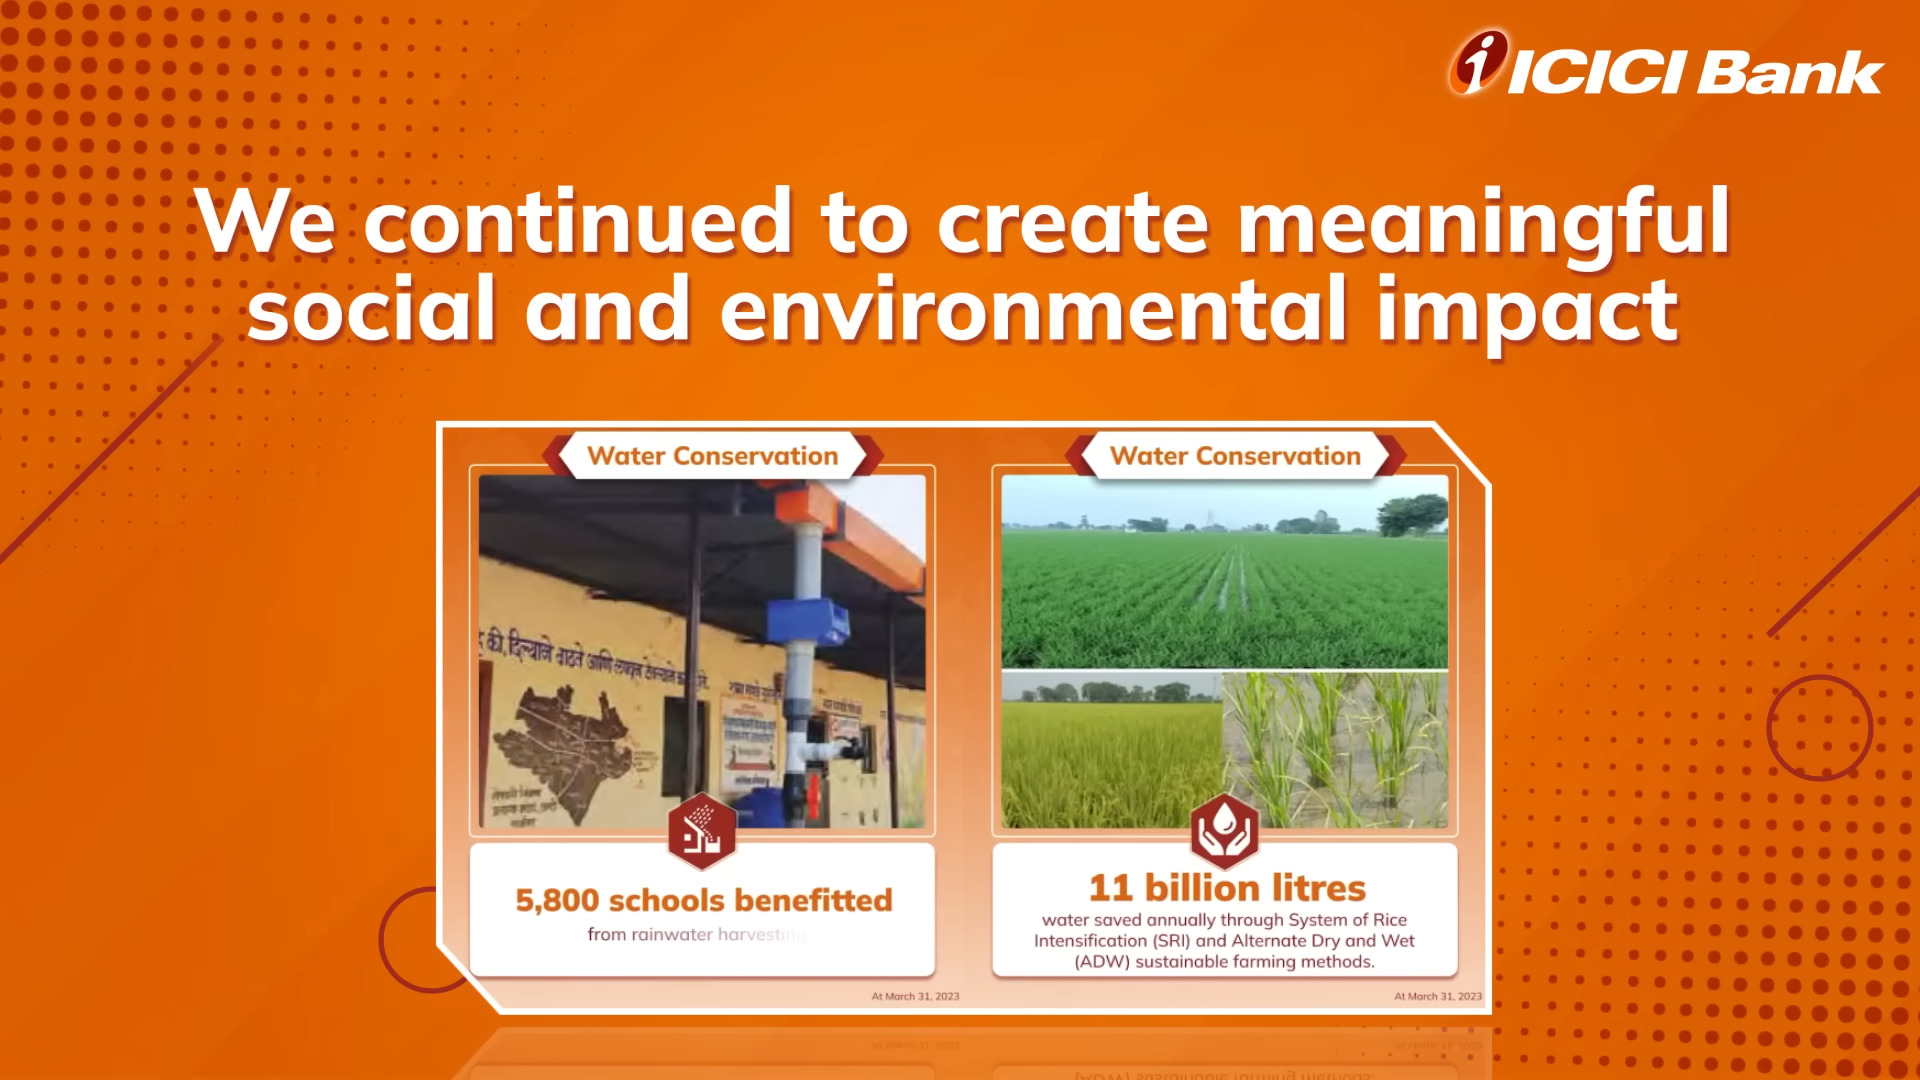 ICICI Bank
We continued to create meaningful
social and environmental impact
Water Conservation
की, दिल्याने वाढते आणि
5,800 schools benefitted
from rainwater harvesting
At March 31, 2023
Water Conservation
11 billion litres
water saved annually through System of Rice
Intensification (SRI) and Alternate Dry and Wet
(ADW) sustainable farming methods.
At March 31, 2023